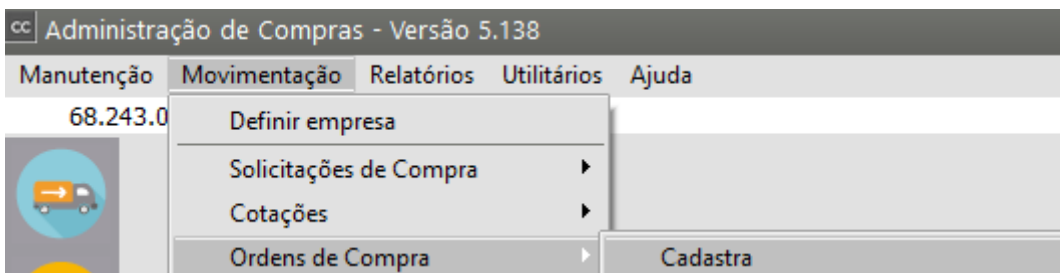 cc Administração de Compras - Versão 5.138
Manutenção Movimentação Relatórios Utilitários Ajuda
68.243.0
Definir empresa
Solicitações de Compra
Cotações
Ordens de Compra Cadastra